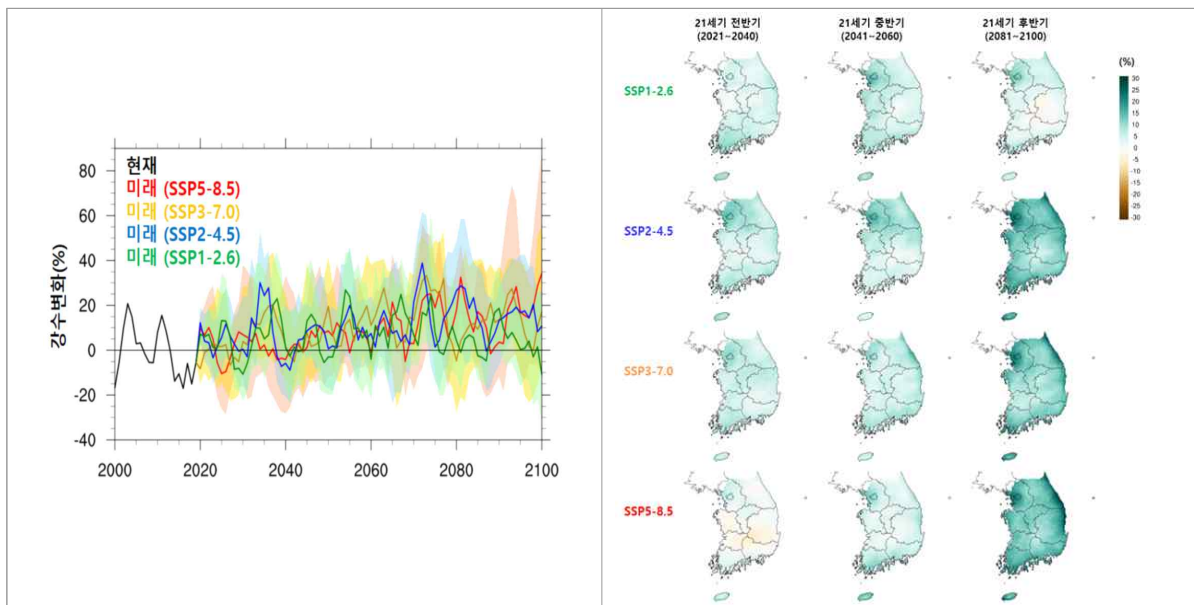 강수변화(%)
80
60
40
20
0
-20
-40
2000
2020
2040
2060
2080
2100
현재
미래 (SSP5-8.5)
미래 (SSP3-7.0)
미래 (SSP2-4.5)
미래 (SSP1-2.6)
21세기 전반기
(2021~2040)
21세기 중반기
(2041~2060)
21세기 후반기
(2081~2100)
SSP1-2.6
SSP2-4.5
SSP3-7.0
SSP5-8.5
(%)
30
25
20
15
10
5
0
-5
-10
-15
-20
-25
-30